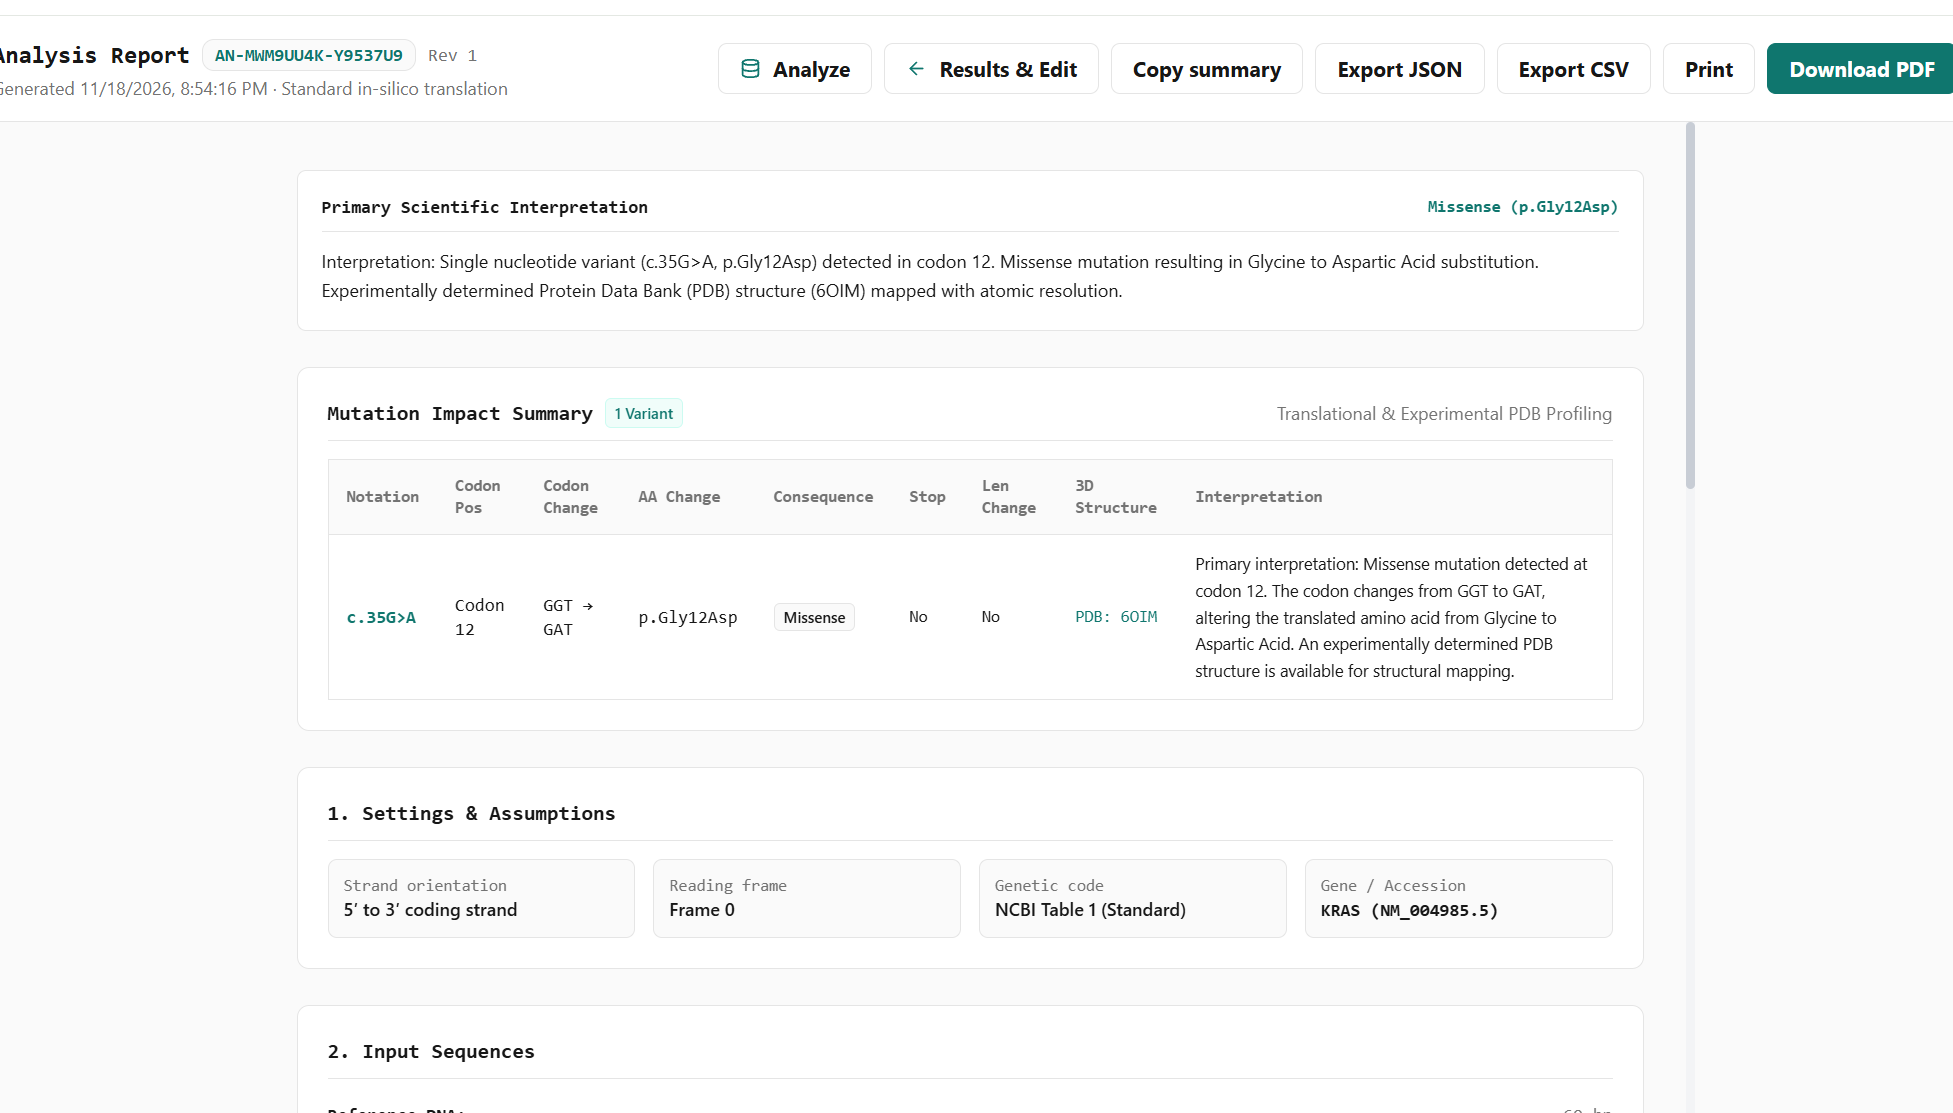 Analysis Report AN-MWM9UU4K-Y9537U9 Rev 1
Generated 11/18/2026, 8:54:16 PM · Standard in-silico translation
Analyze
← Results & Edit
Copy summary
Export JSON
Export CSV
Print
Download PDF
Primary Scientific Interpretation
Missense (p.Gly12Asp)
Interpretation: Single nucleotide variant (c.35G>A, p.Gly12Asp) detected in codon 12. Missense mutation resulting in Glycine to Aspartic Acid substitution.
Experimentally determined Protein Data Bank (PDB) structure (6OIM) mapped with atomic resolution.
Mutation Impact Summary 1 Variant
Translational & Experimental PDB Profiling
Notation
Codon
Pos
Codon
Change
AA Change
Consequence
Stop
Len
Change
3D
Structure
Interpretation
c.35G>A
Codon
12
GGT →
GAT
p.Gly12Asp
Missense
No
No
PDB: 6OIM
Primary interpretation: Missense mutation detected at
codon 12. The codon changes from GGT to GAT,
altering the translated amino acid from Glycine to
Aspartic Acid. An experimentally determined PDB
structure is available for structural mapping.
1. Settings & Assumptions
Strand orientation
5′ to 3′ coding strand
Reading frame
Frame 0
Genetic code
NCBI Table 1 (Standard)
Gene / Accession
KRAS (NM_004985.5)
2. Input Sequences
Reference DNA:
60 bp